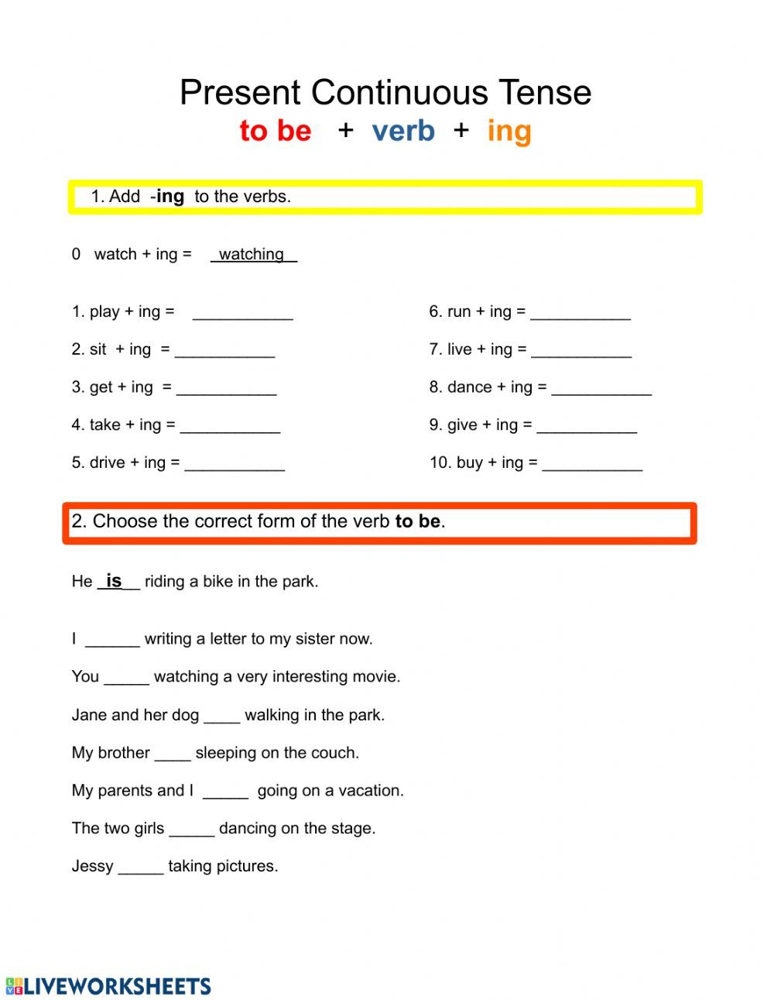 Present Continuous Tense
to be + verb + ing
1. Add -ing to the verbs.
0 watch + ing = _watching_
1. play + ing = ___________
2. sit + ing = ___________
3. get + ing = ___________
4. take + ing = ___________
5. drive + ing = ___________
6. run + ing = ___________
7. live + ing = ___________
8. dance + ing = ___________
9. give + ing = ___________
10. buy + ing = ___________
2. Choose the correct form of the verb to be.
He _is__ riding a bike in the park.
I ______ writing a letter to my sister now.
You _____ watching a very interesting movie.
Jane and her dog ____ walking in the park.
My brother ____ sleeping on the couch.
My parents and I _____ going on a vacation.
The two girls _____ dancing on the stage.
Jessy _____ taking pictures.
LIVE LIVEWORKSHEETS